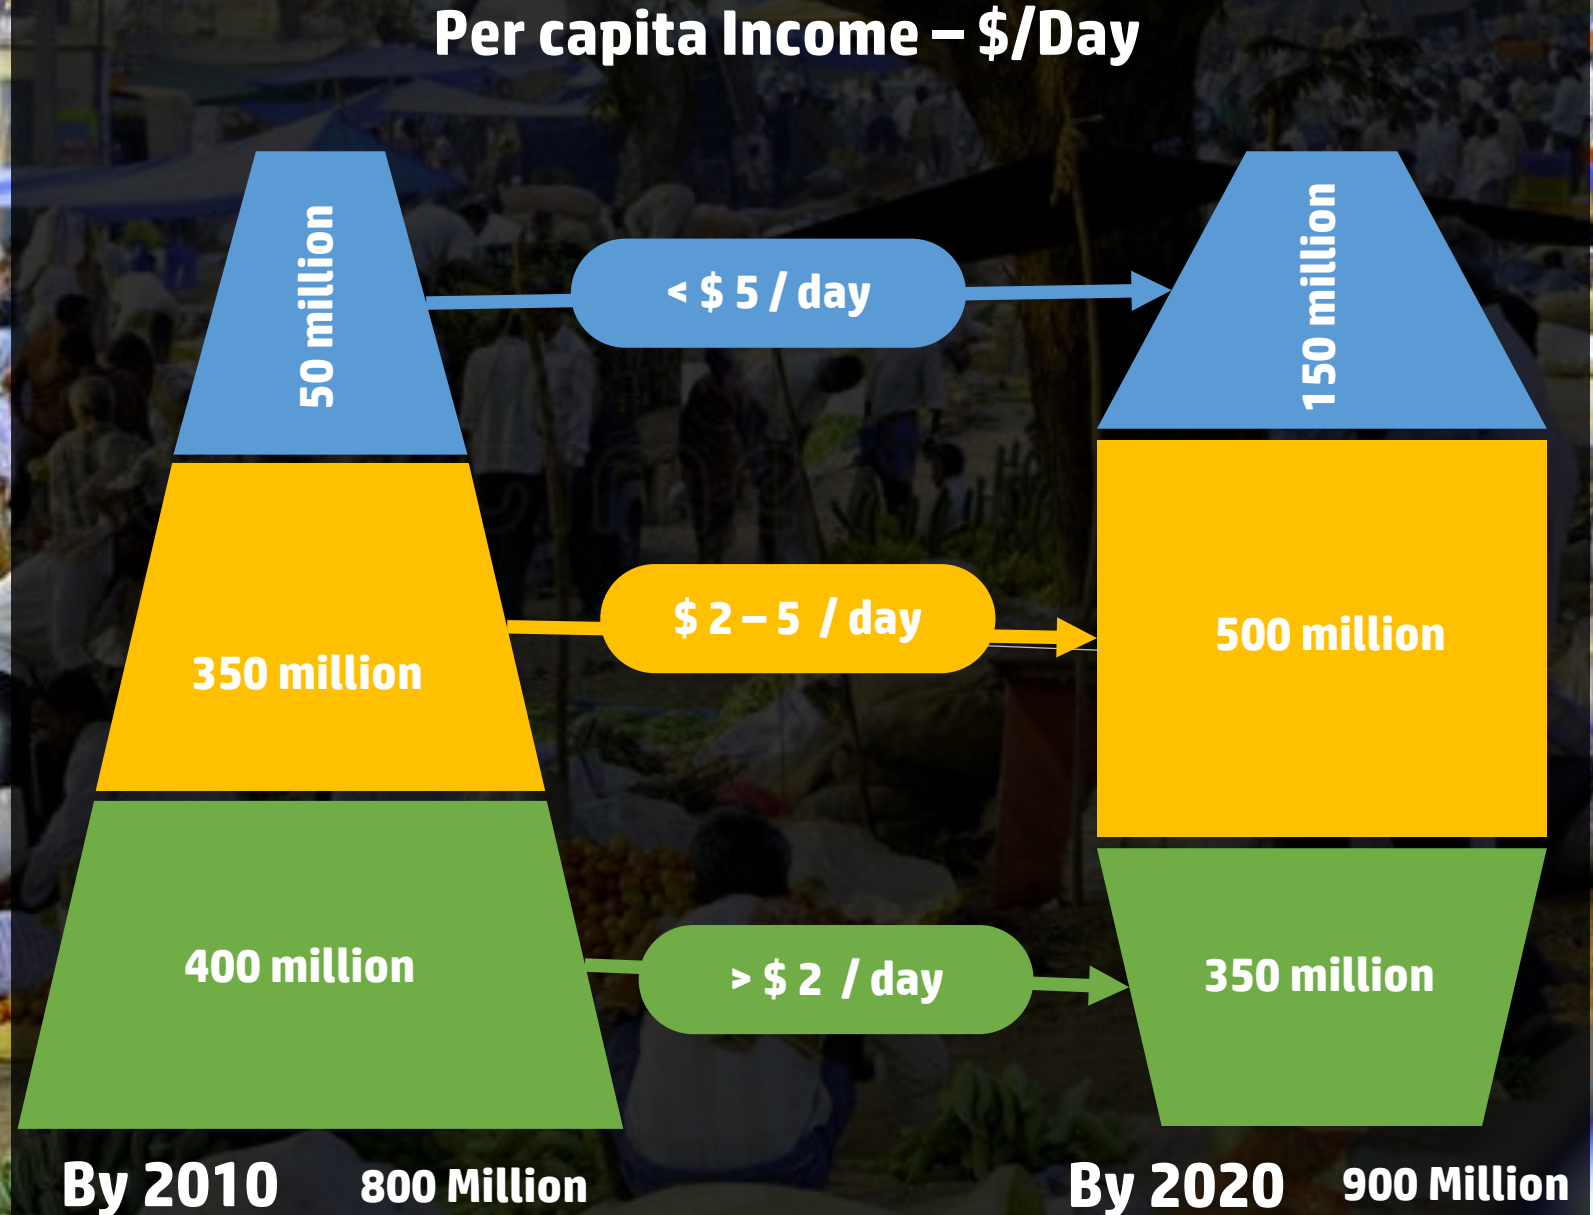 Per capita Income – $/Day
50 million
< $ 5 / day
150 million
350 million
$ 2 – 5 / day
500 million
400 million
> $ 2 / day
350 million
By 2010
800 Million
By 2020
900 Million